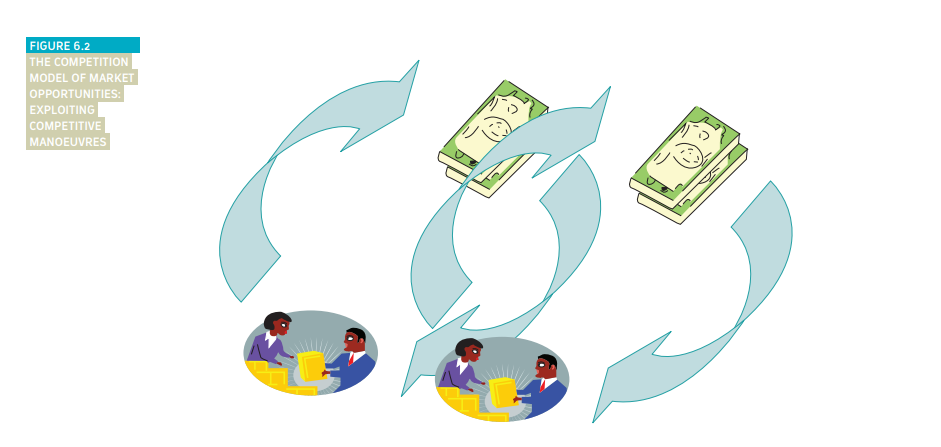 FIGURE 6.2
THE COMPETITION
MODEL OF MARKET
OPPORTUNITIES:
EXPLOITING
COMPETITIVE
MANOEUVRES